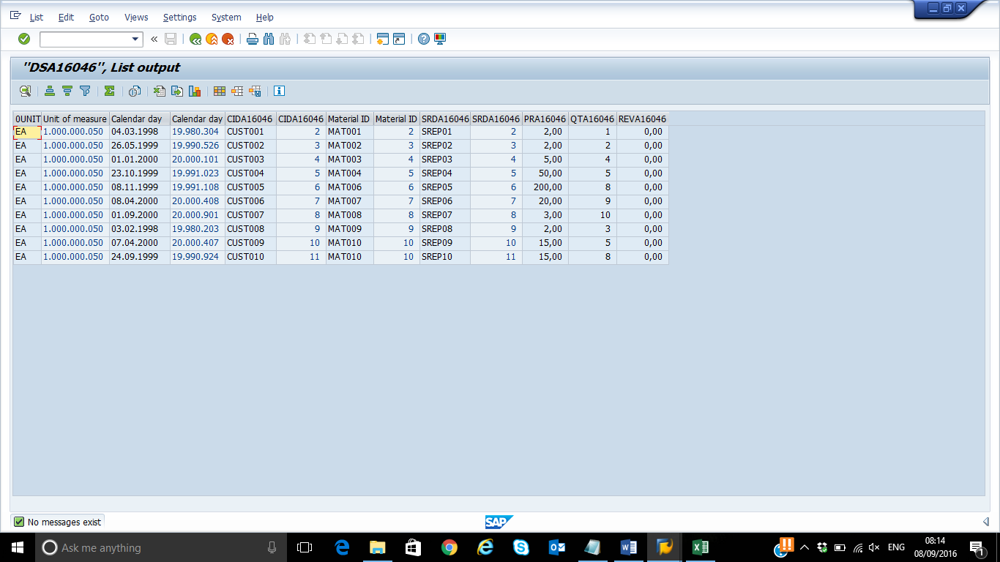 List Edit Goto Views Settings System Help
«
"DSA16046", List output
0UNIT Unit of measure Calendar day Calendar day CIDA16046 CIDA16046 Material ID Material ID SRDA16046 SRDA16046 PRA16046 QTA16046 REVA16046
EA 1.000.000.050 04.03.1998 19.980.304 CUST001 2 MAT001 2 SREP01 2 2,00 1 0,00
EA 1.000.000.050 26.05.1999 19.990.526 CUST002 3 MAT002 3 SREP02 3 2,00 2 0,00
EA 1.000.000.050 01.01.2000 20.000.101 CUST003 4 MAT003 4 SREP03 4 5,00 4 0,00
EA 1.000.000.050 23.10.1999 19.991.023 CUST004 5 MAT004 5 SREP04 5 50,00 5 0,00
EA 1.000.000.050 08.11.1999 19.991.108 CUST005 6 MAT006 6 SREP05 6 200,00 8 0,00
EA 1.000.000.050 08.04.2000 20.000.408 CUST006 7 MAT007 7 SREP06 7 20,00 9 0,00
EA 1.000.000.050 01.09.2000 20.000.901 CUST007 8 MAT008 8 SREP07 8 3,00 10 0,00
EA 1.000.000.050 03.02.1998 19.980.203 CUST008 9 MAT009 9 SREP08 9 2,00 3 0,00
EA 1.000.000.050 07.04.2000 20.000.407 CUST009 10 MAT010 10 SREP09 10 15,00 5 0,00
EA 1.000.000.050 24.09.1999 19.990.924 CUST010 11 MAT010 10 SREP10 11 15,00 8 0,00
No messages exist
SAP
Ask me anything
ENG
08:14
08/09/2016
1